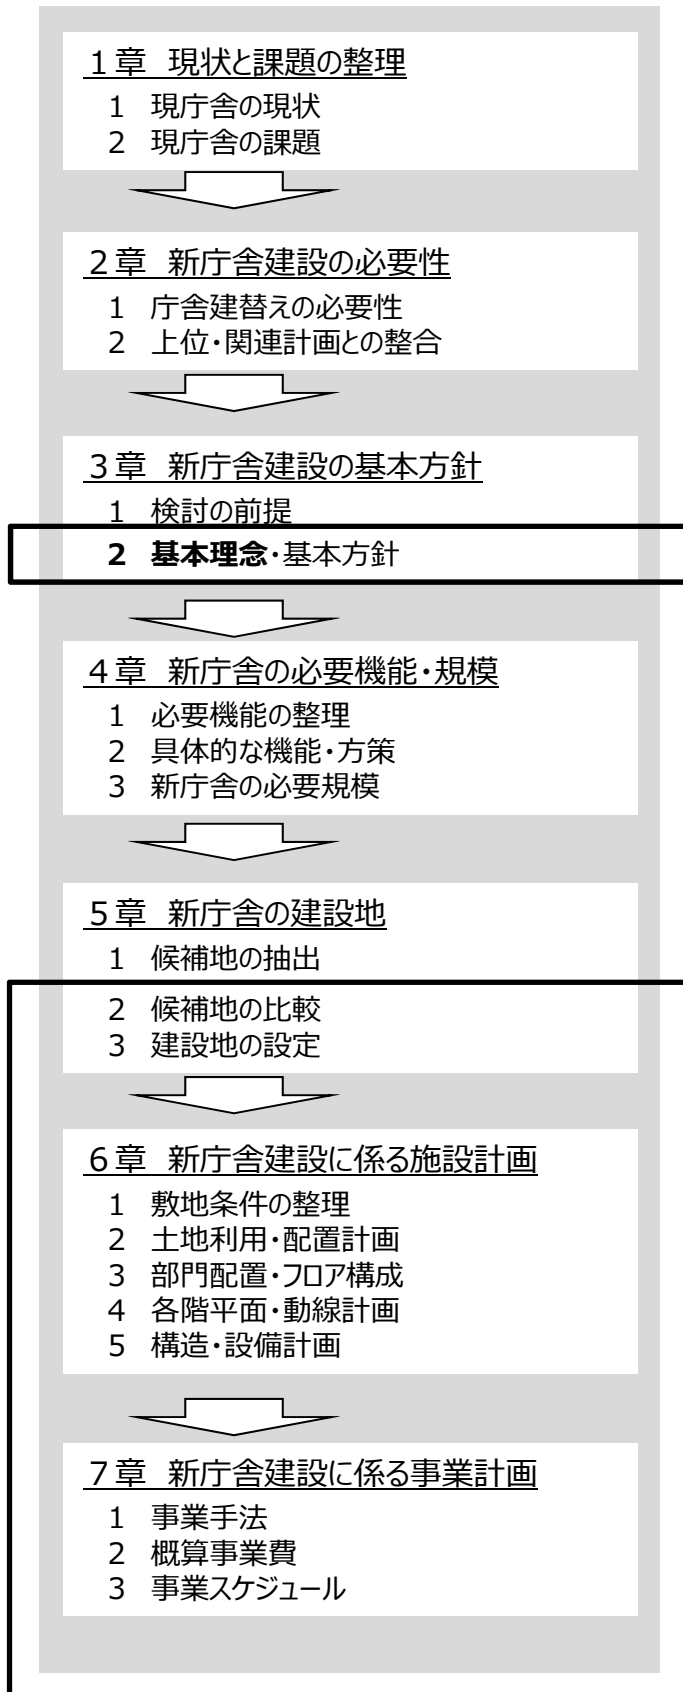 1章 現状と課題の整理
1 現庁舎の現状
2 現庁舎の課題
2章 新庁舎建設の必要性
1 庁舎建替えの必要性
2 上位・関連計画との整合
3章 新庁舎建設の基本方針
1 検討の前提
2 基本理念・基本方針
4章 新庁舎の必要機能・規模
1 必要機能の整理
2 具体的な機能・方策
3 新庁舎の必要規模
5章 新庁舎の建設地
1 候補地の抽出
2 候補地の比較
3 建設地の設定
6章 新庁舎建設に係る施設計画
1 敷地条件の整理
2 土地利用・配置計画
3 部門配置・フロア構成
4 各階平面・動線計画
5 構造・設備計画
7章 新庁舎建設に係る事業計画
1 事業手法
2 概算事業費
3 事業スケジュール